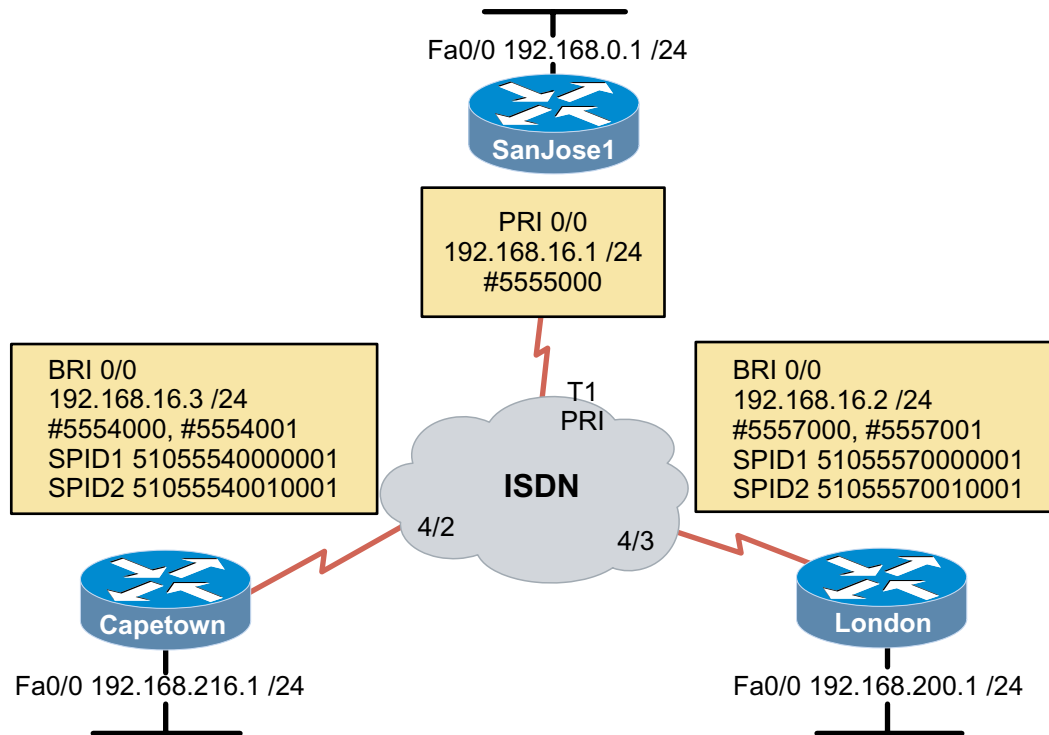 Fa0/0 192.168.0.1 /24
SanJose1
PRI 0/0
192.168.16.1 /24
#5555000
BRI 0/0
192.168.16.3 /24
#5554000, #5554001
SPID1 51055540000001
SPID2 51055540010001
T1
PRI
ISDN
4/2
4/3
BRI 0/0
192.168.16.2 /24
#5557000, #5557001
SPID1 51055570000001
SPID2 51055570010001
Capetown
London
Fa0/0 192.168.216.1 /24
Fa0/0 192.168.200.1 /24